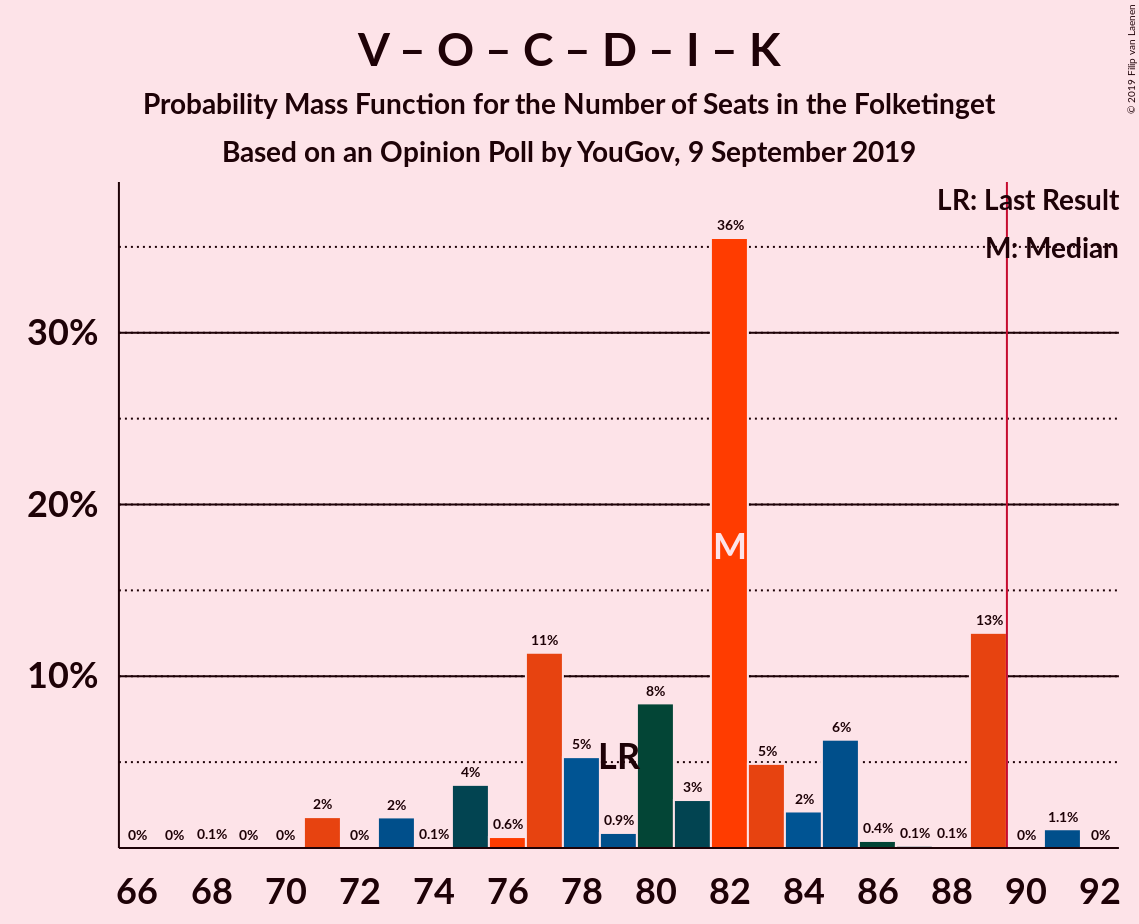 V – O – C – D – I – K
Probability Mass Function for the Number of Seats in the Folketinget
Based on an Opinion Poll by YouGov, 9 September 2019
© 2019 Filip van Laenen
LR: Last Result
M: Median
30%
20%
10%
0% 0% 0.1% 0% 0% 2% 0% 2% 0.1% 4% 0.6% 11% 5% 0.9% 8% 3% 36% 5% 2% 6% 0.4% 0.1% 0.1% 13% 0% 1.1% 0%
LR
M
66 68 70 72 74 76 78 80 82 84 86 88 90 92